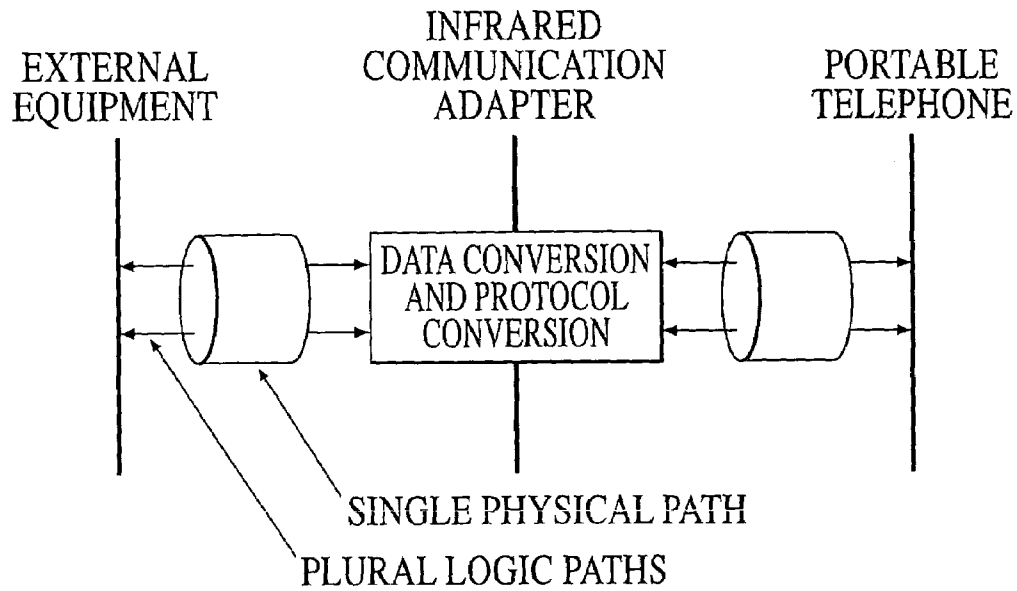 EXTERNAL
EQUIPMENT
INFRARED
COMMUNICATION
ADAPTER
PORTABLE
TELEPHONE
DATA CONVERSION
AND PROTOCOL
CONVERSION
SINGLE PHYSICAL PATH
PLURAL LOGIC PATHS